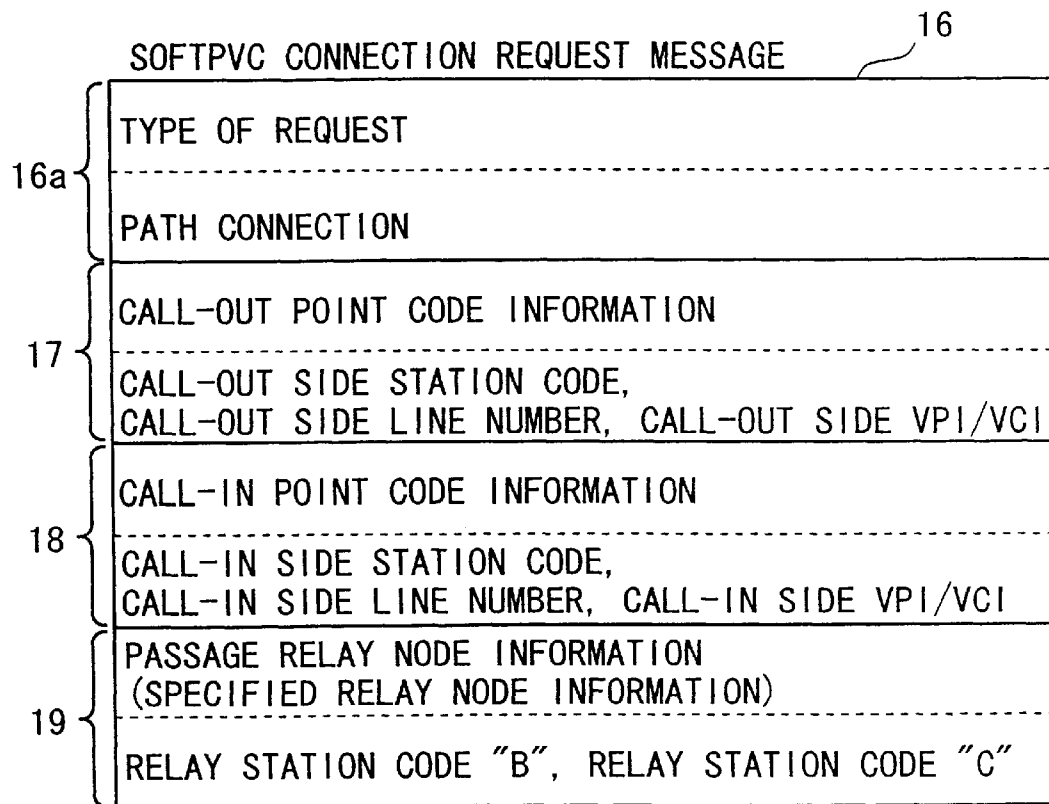 16
SOFTPVC CONNECTION REQUEST MESSAGE
16a
TYPE OF REQUEST
PATH CONNECTION
17
CALL-OUT POINT CODE INFORMATION
CALL-OUT SIDE STATION CODE,
CALL-OUT SIDE LINE NUMBER, CALL-OUT SIDE VPI/VCI
18
CALL-IN POINT CODE INFORMATION
CALL-IN SIDE STATION CODE,
CALL-IN SIDE LINE NUMBER, CALL-IN SIDE VPI/VCI
19
PASSAGE RELAY NODE INFORMATION
(SPECIFIED RELAY NODE INFORMATION)
RELAY STATION CODE "B", RELAY STATION CODE "C"